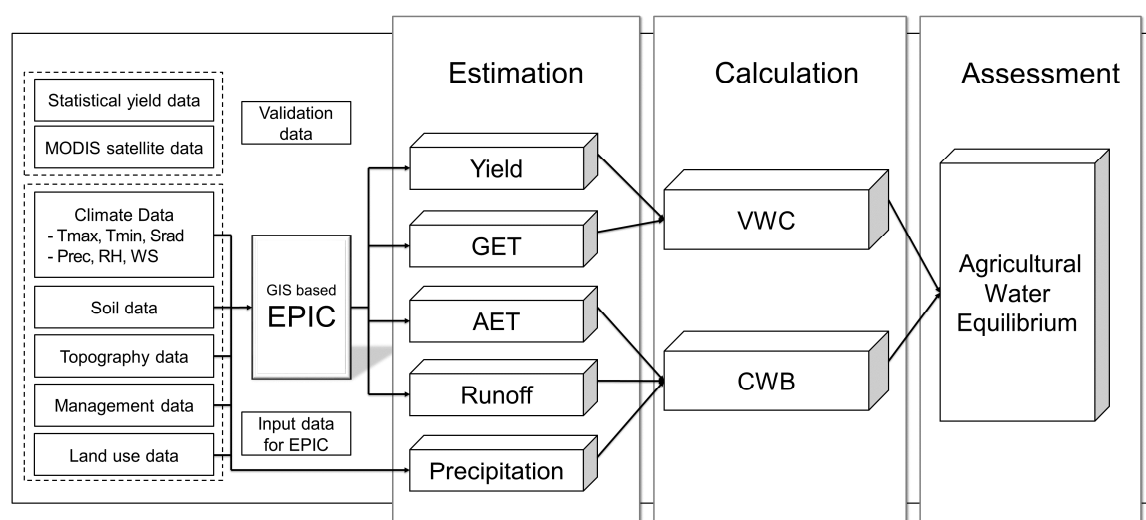 Estimation
Calculation
Assessment
Statistical yield data
MODIS satellite data
Validation
data
Climate Data
- Tmax, Tmin, Srad
- Prec, RH, WS
Soil data
Topography data
Management data
Land use data
GIS based
EPIC
Input data
for EPIC
Yield
GET
AET
Runoff
Precipitation
VWC
CWB
Agricultural
Water
Equilibrium